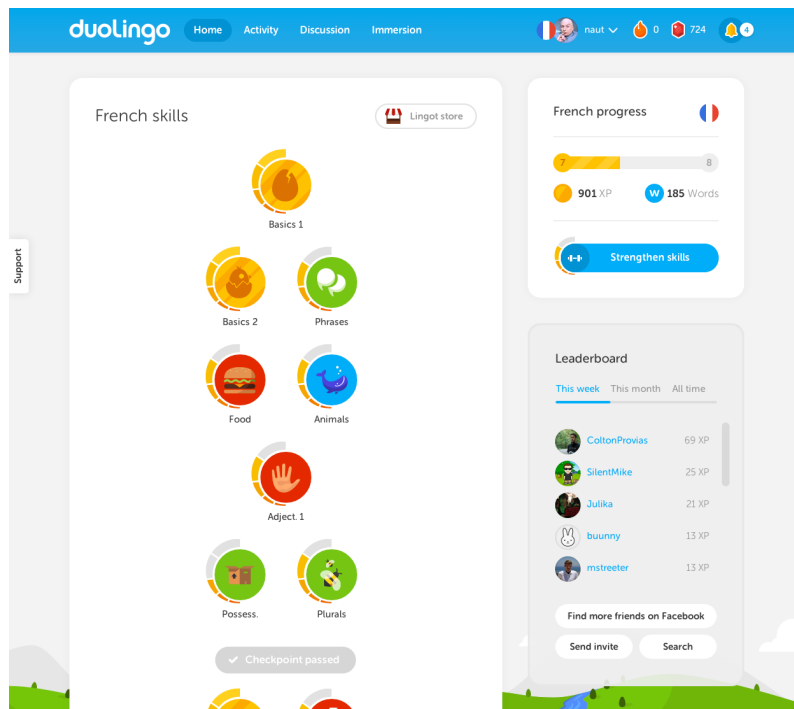 duolingo Home Activity Discussion Immersion naut 0 724 4
French skills
Lingot store
Basics 1
Basics 2 Phrases
Food Animals
Adject. 1
Possess. Plurals
Checkpoint passed
Support
French progress
7 8
901 XP W 185 Words
Strengthen skills
Leaderboard
This week This month All time
ColtonProvias 69 XP
SilentMike 25 XP
Julika 21 XP
buunny 13 XP
mstreeter 13 XP
Find more friends on Facebook
Send invite Search